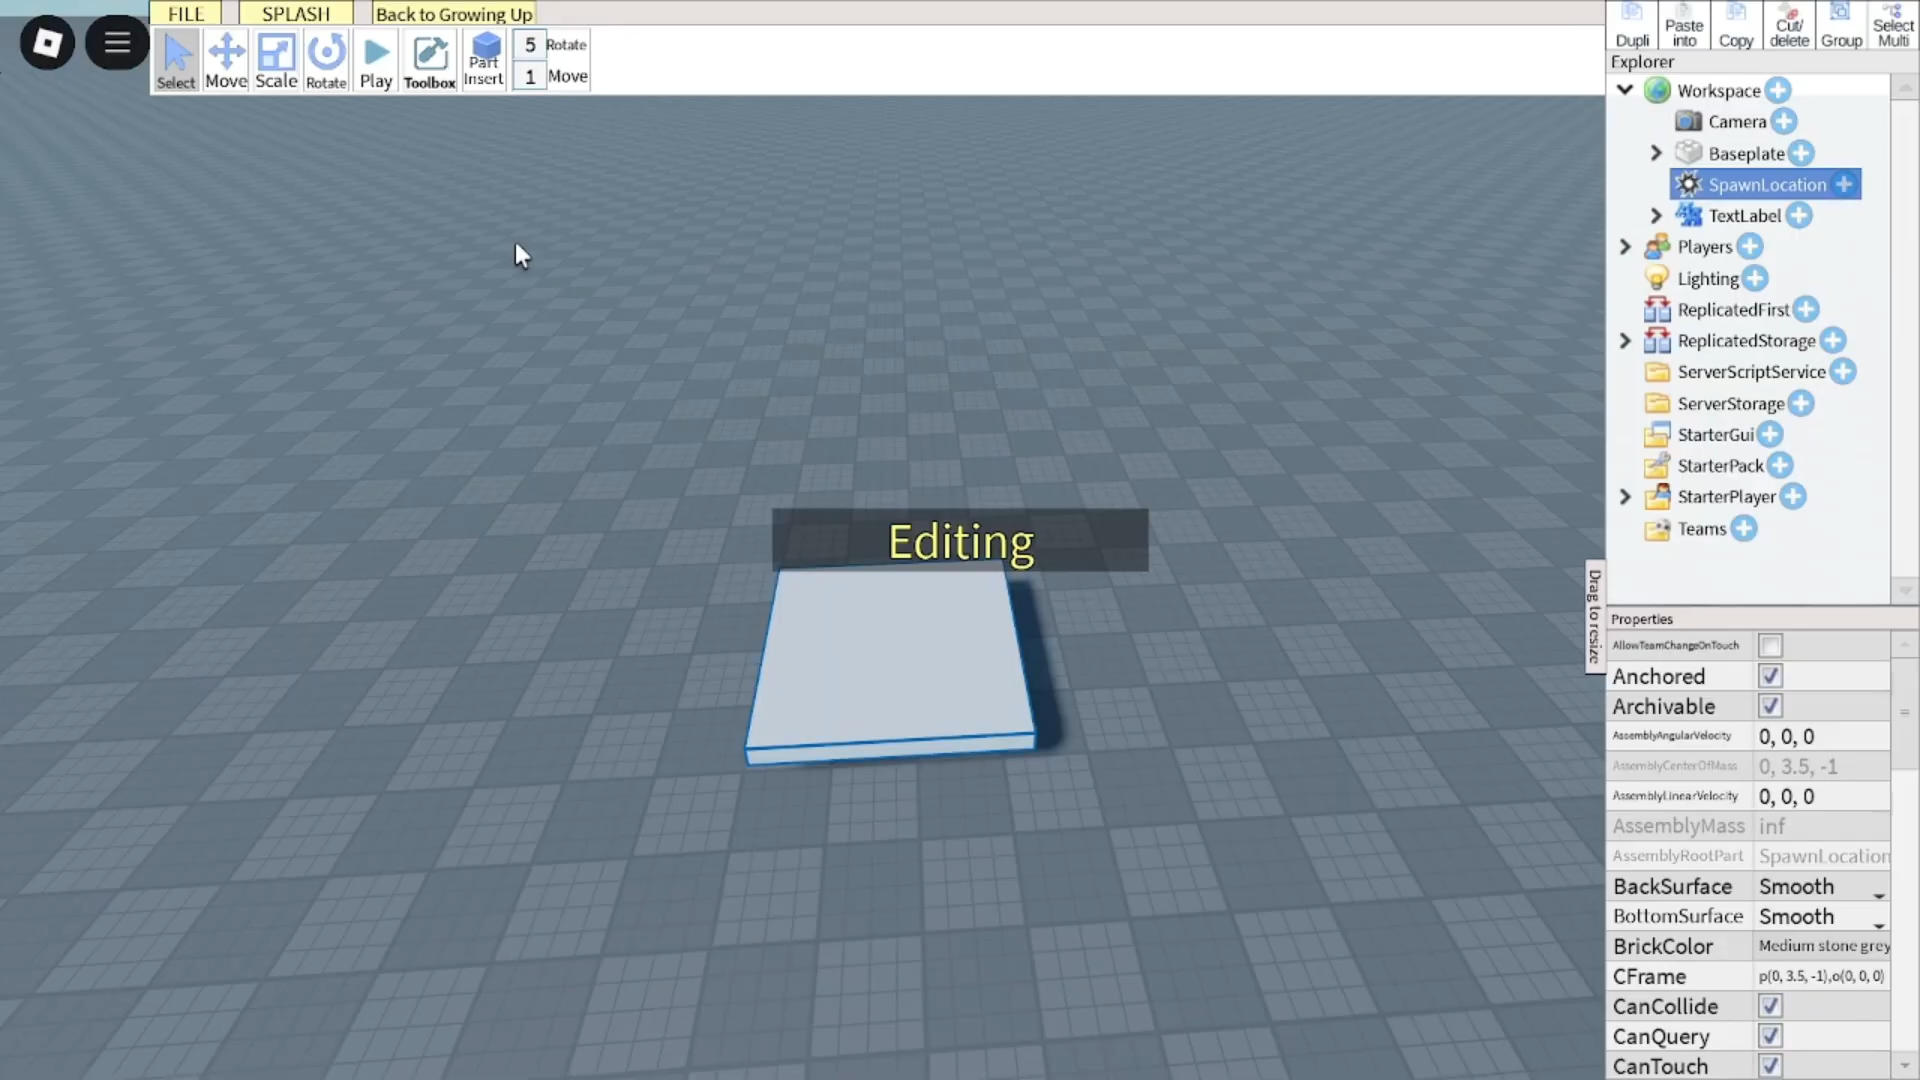 FILE
SPLASH
Back to Growing Up
Select
Move
Scale
Rotate
Play
Toolbox
Part
Insert
5 Rotate
1 Move
Dupli
Paste
into
Copy
Cut/
delete
Group
Select
Multi
Explorer
Workspace
Camera
Baseplate
SpawnLocation
TextLabel
Players
Lighting
ReplicatedFirst
ReplicatedStorage
ServerScriptService
ServerStorage
StarterGui
StarterPack
StarterPlayer
Teams
Editing
Drag to resize
Properties
AllowTeamChangeOnTouch
Anchored
Archivable
AssemblyAngularVelocity 0, 0, 0
AssemblyCenterOfMass 0, 3.5, -1
AssemblyLinearVelocity 0, 0, 0
AssemblyMass inf
AssemblyRootPart SpawnLocation
BackSurface Smooth
BottomSurface Smooth
BrickColor Medium stone grey
CFrame p(0, 3.5, -1),o(0, 0, 0)
CanCollide
CanQuery
CanTouch